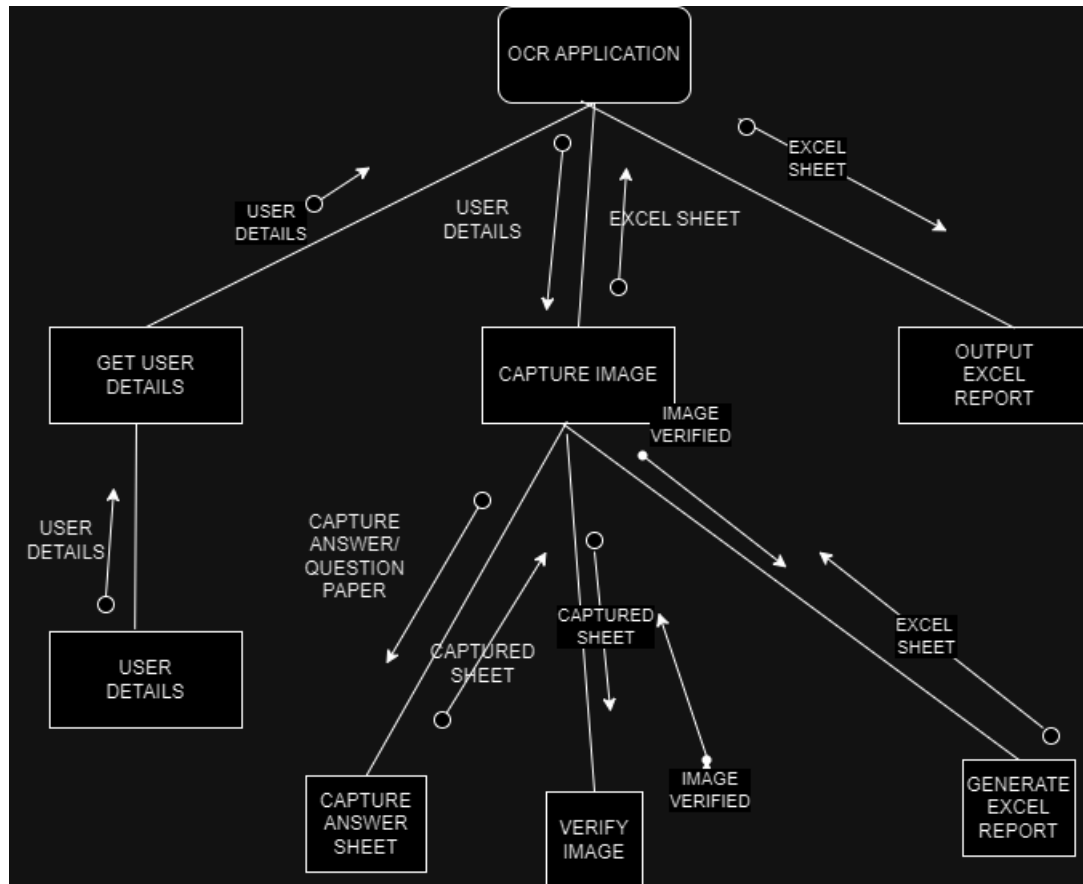 OCR APPLICATION
EXCEL
SHEET
USER
DETAILS
USER
DETAILS
EXCEL SHEET
GET USER
DETAILS
CAPTURE IMAGE
OUTPUT
EXCEL
REPORT
IMAGE
VERIFIED
USER
DETAILS
CAPTURE
ANSWER/
QUESTION
PAPER
CAPTURED
SHEET
CAPTURED
SHEET
EXCEL
SHEET
USER
DETAILS
IMAGE
VERIFIED
CAPTURE
ANSWER
SHEET
VERIFY
IMAGE
GENERATE
EXCEL
REPORT